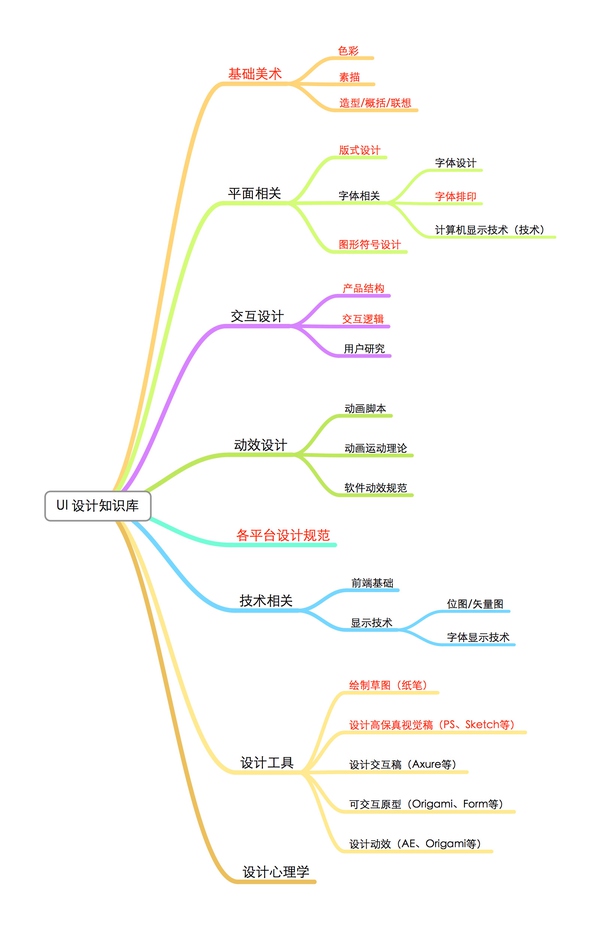 UI 设计知识库
基础美术
色彩
素描
造型/概括/联想
平面相关
版式设计
字体相关
字体设计
字体排印
计算机显示技术（技术）
图形符号设计
交互设计
产品结构
交互逻辑
用户研究
动效设计
动画脚本
动画运动理论
软件动效规范
各平台设计规范
技术相关
前端基础
显示技术
位图/矢量图
字体显示技术
设计工具
绘制草图（纸笔）
设计高保真视觉稿（PS、Sketch等）
设计交互稿（Axure等）
可交互原型（Origami、Form等）
设计动效（AE、Origami等）
设计心理学